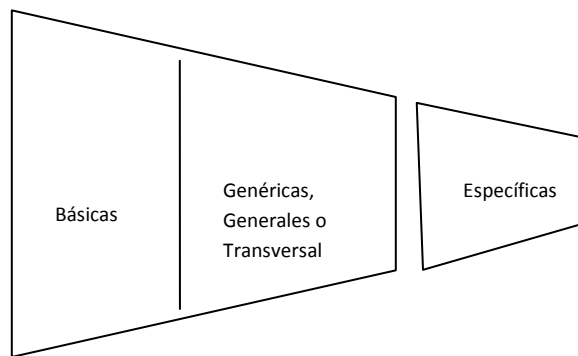 Básicas
Genéricas,
Generales o
Transversal
Específicas